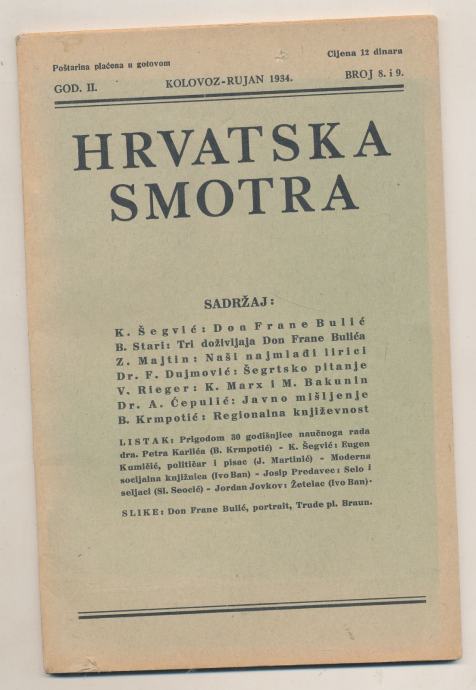 Poštarina plaćena u gotovom
Cijena 12 dinara
GOD. II.
KOLOVOZ-RUJAN 1934.
BROJ 8. i 9.
HRVATSKA
SMOTRA
SADRŽAJ:
K. Šegvić: Don Frane Bulić
B. Stari: Tri doživijaja Don Frane Bulića
Z. Majtin: Naši najmlađi lirici
Dr. F. Dujmović: Šegrtsko pitanje
V. Rieger: K. Marx i M. Bakunin
Dr. A. Ćepulić: Javno mišljenje
B. Krmpotić: Regionalna književnost
LISTAK: Prigodom 30 godišnjice naučnoga rada
dra. Petra Karlića (B. Krmpotić) - K. Šegvić: Eugen
Kumičić, političar i pisac (J. Martinić) - Moderna
socijalna knjižnica (Ivo Ban) - Josip Predavec: Selo i
seljaci (Sl. Seocić) - Jordan Jovkov: Žetelac (Ivo Ban)-
SLIKE: Don Frane Bulić, portrait, Trude pl. Braun.